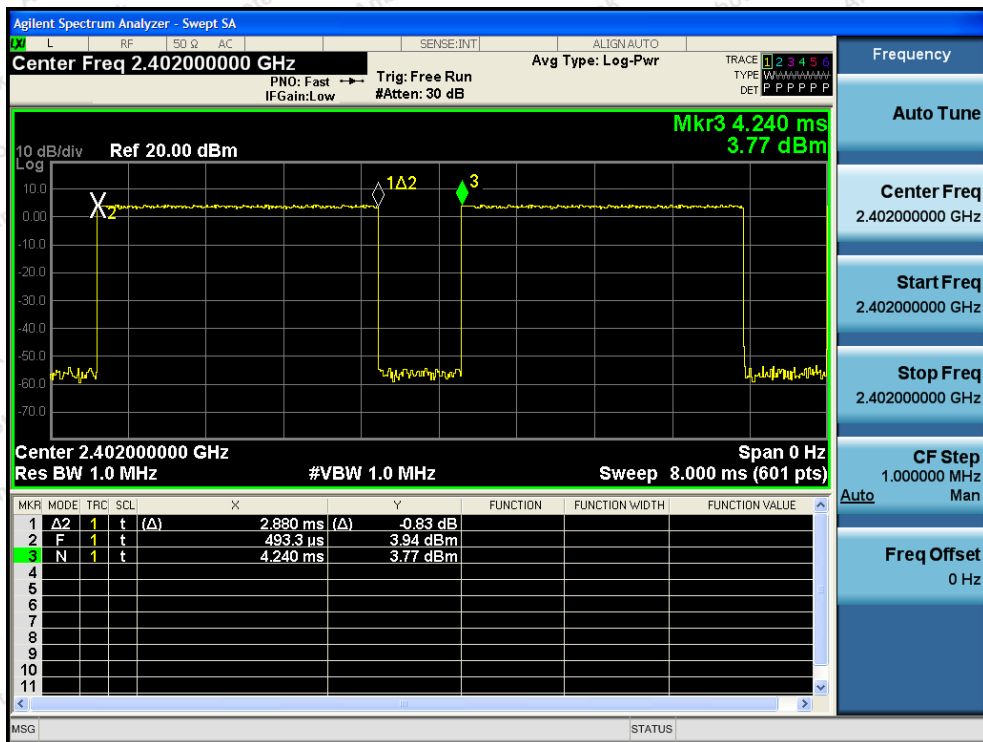 Agilent Spectrum Analyzer - Swept SA
LXI L RF 50 Ω AC SENSE:INT ALIGNAUTO
Center Freq 2.402000000 GHz
PNO: Fast
IFGain:Low
Trig: Free Run
#Atten: 30 dB
Avg Type: Log-Pwr
TRACE 1 2 3 4 5 6
TYPE W
DET P P P P P P
Mkr3 4.240 ms
3.77 dBm
10 dB/div Ref 20.00 dBm
Log
10.0
0.00
-10.0
-20.0
-30.0
-40.0
-50.0
-60.0
-70.0
2
1Δ2
3
Center 2.402000000 GHz Span 0 Hz
Res BW 1.0 MHz #VBW 1.0 MHz Sweep 8.000 ms (601 pts)
MKR MODE TRC SCL X Y FUNCTION FUNCTION WIDTH FUNCTION VALUE
1 Δ2 1 t (Δ) 2.880 ms (Δ) -0.83 dB
2 F 1 t 493.3 µs 3.94 dBm
3 N 1 t 4.240 ms 3.77 dBm
4
5
6
7
8
9
10
11
MSG STATUS
Frequency
Auto Tune
Center Freq
2.402000000 GHz
Start Freq
2.402000000 GHz
Stop Freq
2.402000000 GHz
CF Step
1.000000 MHz
Auto Man
Freq Offset
0 Hz